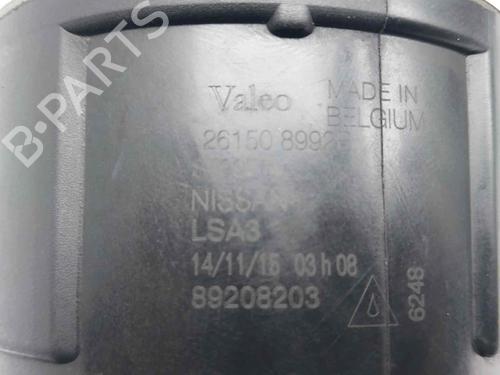 B-PARTS
Valeo
MADE IN
BELGIUM
26150 8992
NISSAN
LSA3
14/11/15 03 h 08
89208203
6248